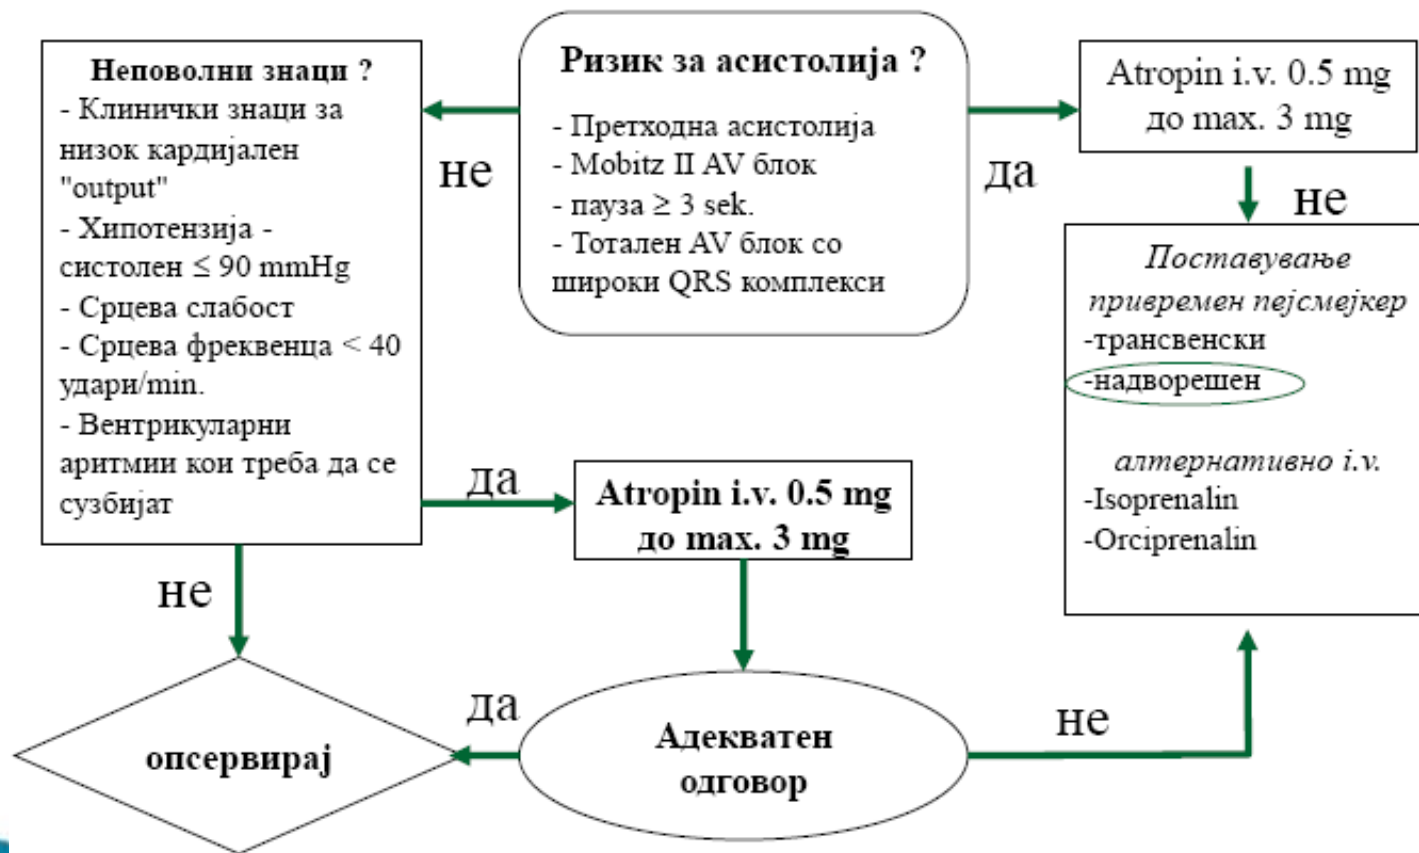 Неповолни знаци ?
- Клинички знаци за
низок кардијален
"output"
- Хипотензија -
систолен ≤ 90 mmHg
- Срцева слабост
- Срцева фреквенца < 40
удари/min.
- Вентрикуларни
аритмии кои треба да се
сузбијат
не
Ризик за асистолија ?
- Претходна асистолија
- Mobitz II AV блок
- пауза ≥ 3 sek.
- Тотален AV блок со
широки QRS комплекси
да
Atropin i.v. 0.5 mg
до max. 3 mg
не
Поставување
привремен пејсмејкер
-трансвенски
-надворешен
алтернативно i.v.
-Isoprenalin
-Orciprenalin
да
Atropin i.v. 0.5 mg
до max. 3 mg
не
опсервирај
да
Адекватен
одговор
не